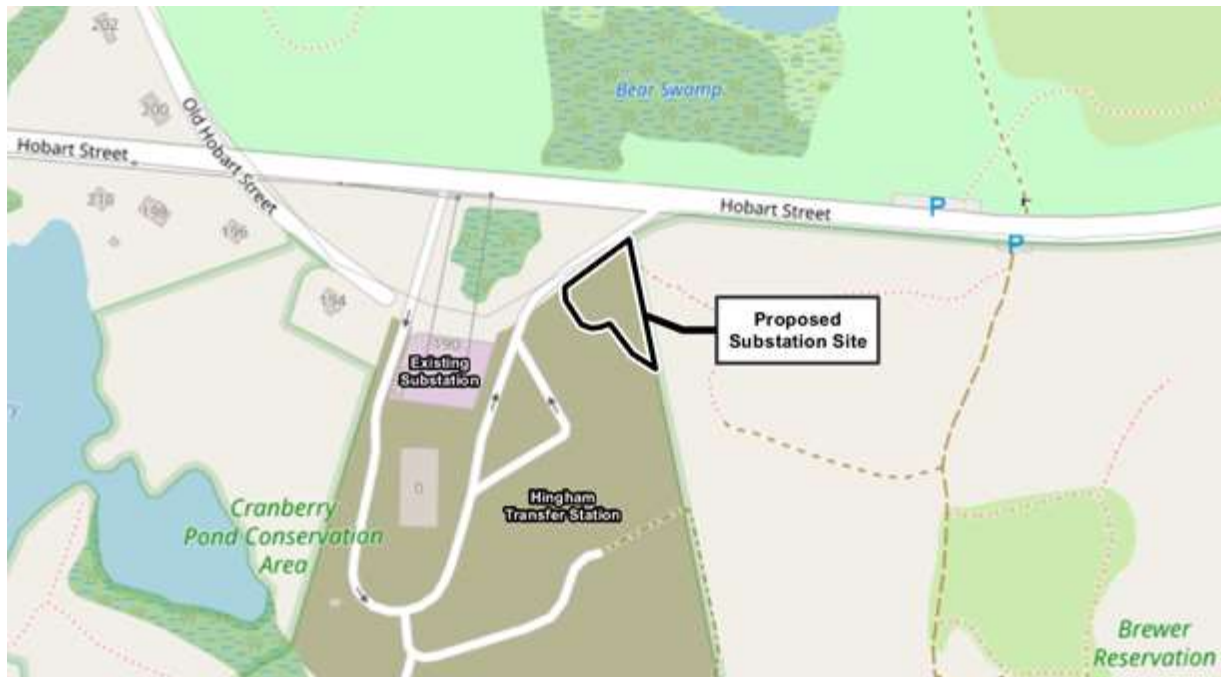 202
200
Old Hobart Street
Hobart Street
Bear Swamp
210
198
196
Hobart Street
P
P
194
Proposed
Substation Site
190
Existing
Substation
0
Hingham
Transfer Station
Cranberry
Pond Conservation
Area
Brewer
Reservation